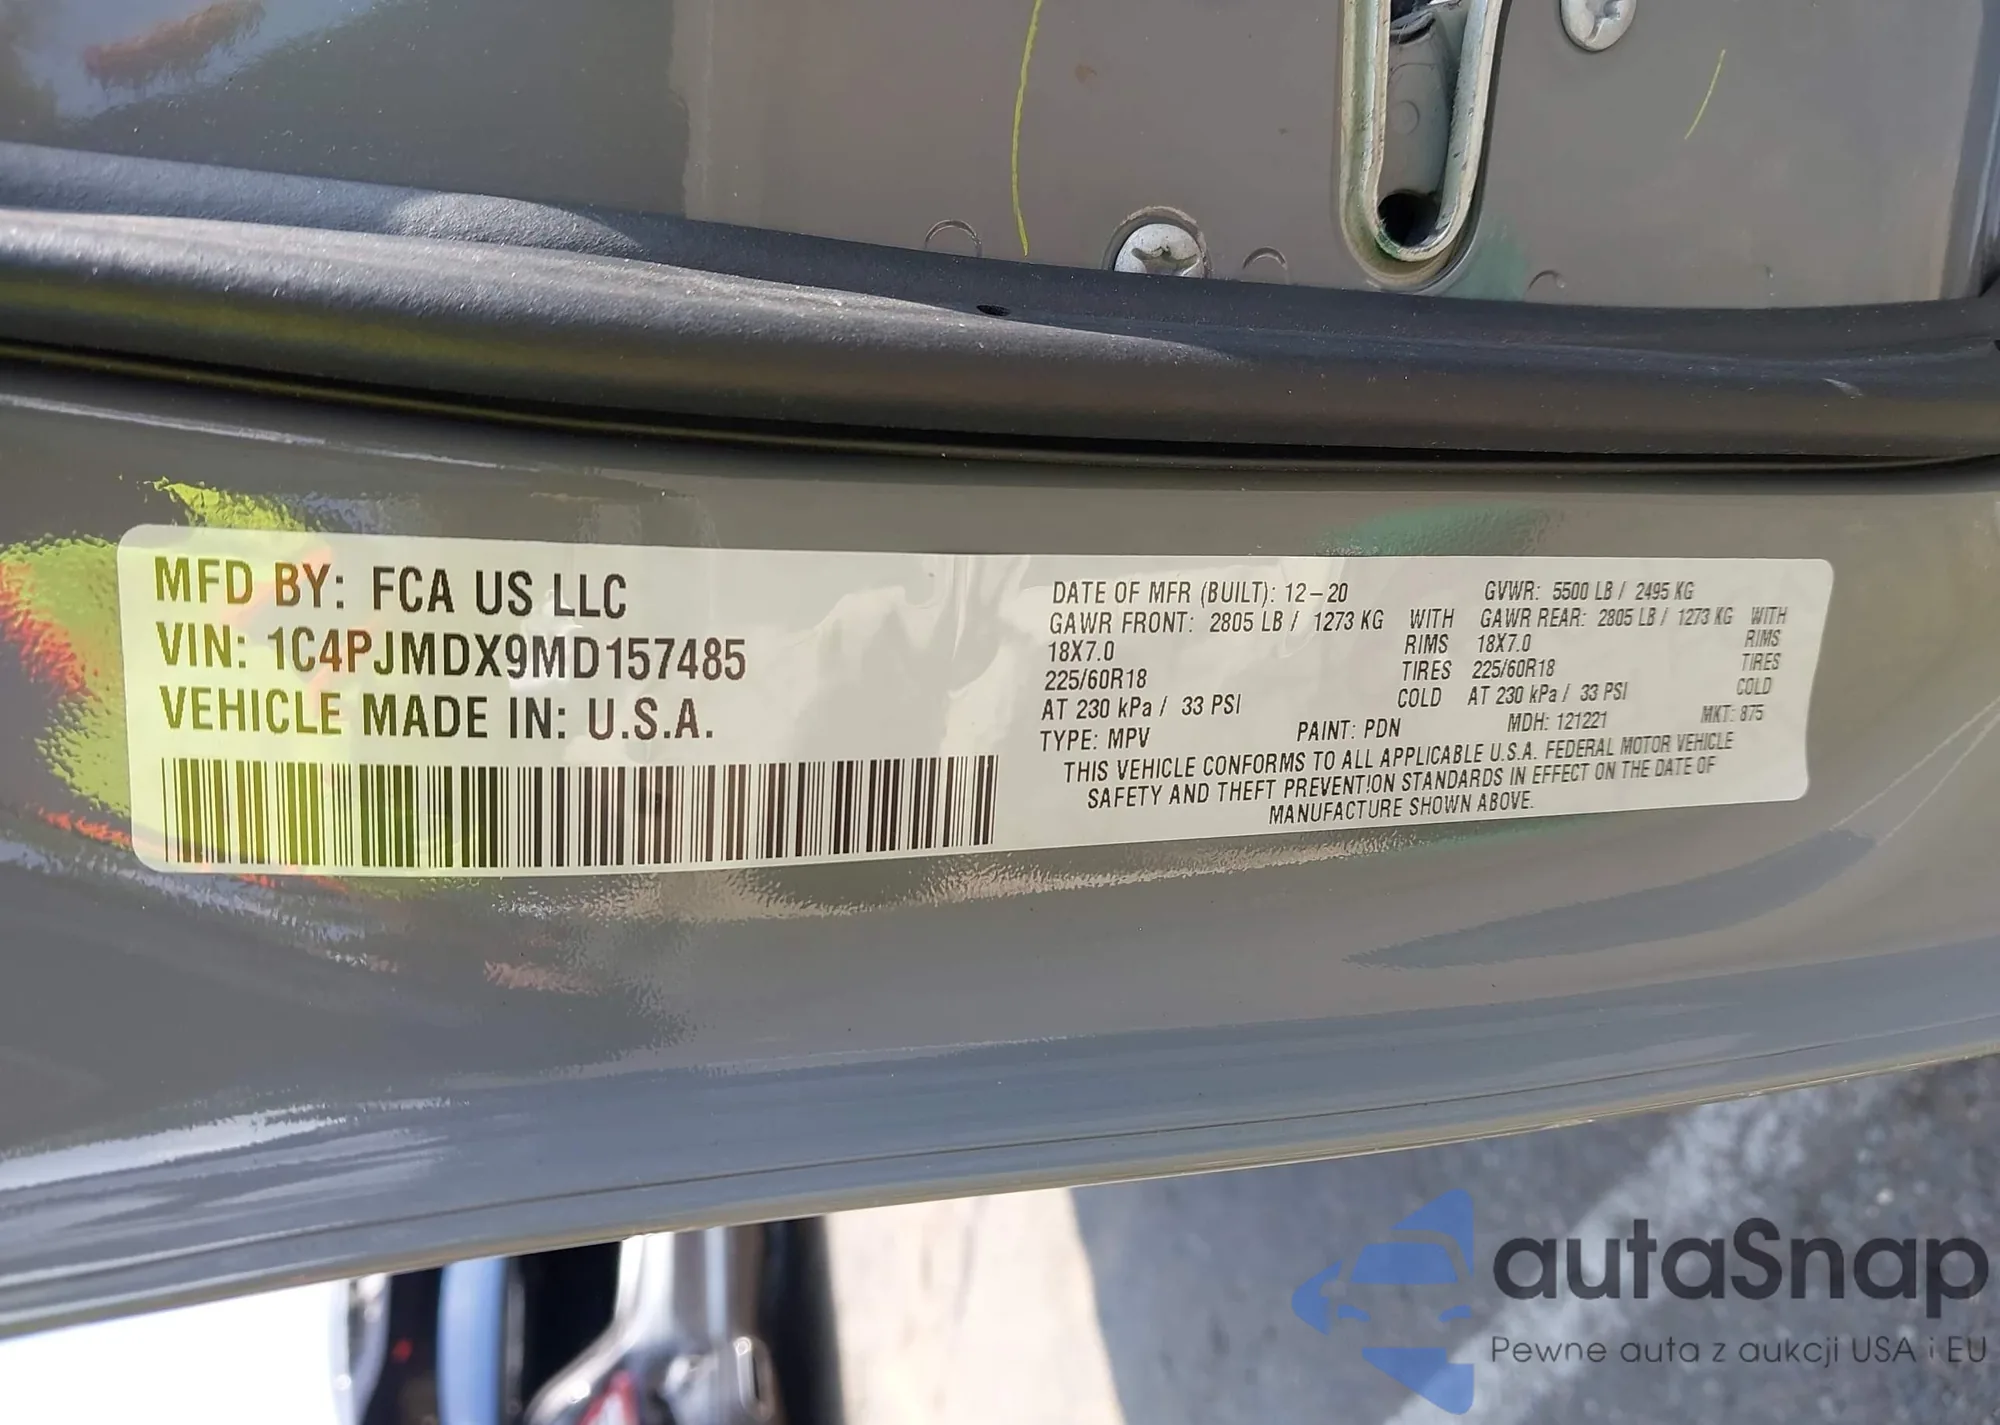 MFD BY: FCA US LLC
VIN: 1C4PJMDX9MD157485
VEHICLE MADE IN: U.S.A.
DATE OF MFR (BUILT): 12-20 GVWR: 5500 LB / 2495 KG
GAWR FRONT: 2805 LB / 1273 KG WITH GAWR REAR: 2805 LB / 1273 KG WITH
18X7.0 RIMS 18X7.0 RIMS
225/60R18 TIRES 225/60R18 TIRES
AT 230 kPa / 33 PSI COLD AT 230 kPa / 33 PSI COLD
TYPE: MPV PAINT: PDN MDH: 121221 MKT: 875
THIS VEHICLE CONFORMS TO ALL APPLICABLE U.S.A. FEDERAL MOTOR VEHICLE
SAFETY AND THEFT PREVENTION STANDARDS IN EFFECT ON THE DATE OF
MANUFACTURE SHOWN ABOVE.
autaSnap
Pewne auta z aukcji USA i EU